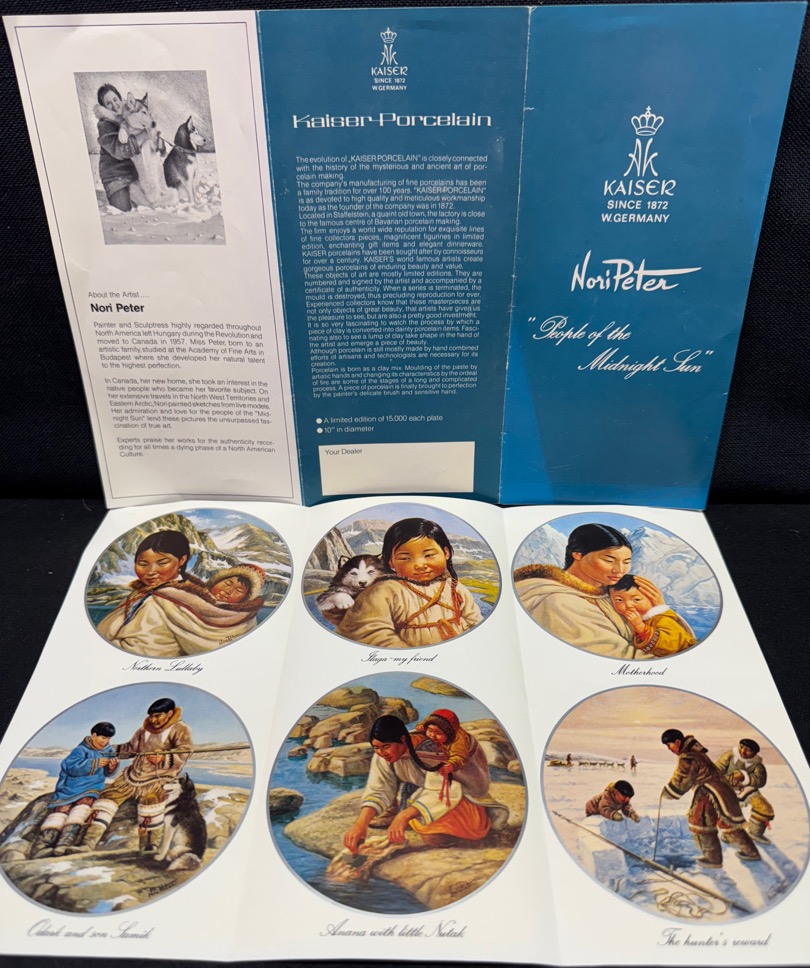 About the Artist....
Nori Peter
Painter and Sculptress highly regarded throughout
North America left Hungary during the Revolution and
moved to Canada in 1957. Miss Peter, born to an
artistic family, studied at the Academy of Fine Arts in
Budapest where she developed her natural talent
to the highest perfection.
In Canada, her new home, she took an interest in the
native people who became her favorite subject. On
her extensive travels in the North West Territories and
Eastern Arctic, Nori painted sketches from live models.
Her admiration and love for the people of the "Mid-
night Sun" lend these pictures the unsurpassed fas-
cination of true art.
Experts praise her works for the authenticity recor-
ding for all times a dying phase of a North American
Culture.
AK
KAISER
SINCE 1872
W.GERMANY
Kaiser-Porcelain
The evolution of „KAISER PORCELAIN" is closely connected
with the history of the mysterious and ancient art of por-
celain making.
The company's manufacturing of fine porcelains has been
a family tradition for over 100 years. "KAISER-PORCELAIN"
is as devoted to high quality and meticulous workmanship
today as the founder of the company was in 1872.
Located in Staffelstein, a quaint old town, the factory is close
to the famous centre of Bavarian porcelain making.
The firm enjoys a world wide reputation for exquisite lines
of fine collectors pieces, magnificent figurines in limited
edition, enchanting gift items and elegant dinnerware.
KAISER porcelains have been sought after by connoisseurs
for over a century. KAISER'S world famous artists create
gorgeous porcelains of enduring beauty and value.
These objects of art are mostly limited editions. They are
numbered and signed by the artist and accompanied by a
certificate of authenticity. When a series is terminated, the
mould is destroyed, thus precluding reproduction for ever.
Experienced collectors know that these masterpieces are
not only objects of great beauty, that artists have given us
the pleasure to see, but are also a pretty good investment.
It is so very fascinating to watch the process by which a
piece of clay is converted into dainty porcelain items. Fasci-
nating also to see a lump of clay take shape in the hand of
the artist and emerge a piece of beauty.
Although porcelain is still mostly made by hand combined
efforts of artisans and technologists are necessary for its
creation.
Porcelain is born as a clay mix. Moulding of the paste by
artistic hands and changing its characteristics by the ordeal
of fire are some of the stages of a long and complicated
process. A piece of porcelain is finally brought to perfection
by the painter's delicate brush and sensitive hand.
● A limited edition of 15.000 each plate
● 10" in diameter
Your Dealer
AK
KAISER
SINCE 1872
W.GERMANY
Nori Peter
"People of the
Midnight Sun"
Northern Lullaby
Ilaga - my friend
Motherhood
Odark and son Samik
Anana with little Nutak
The hunter's reward